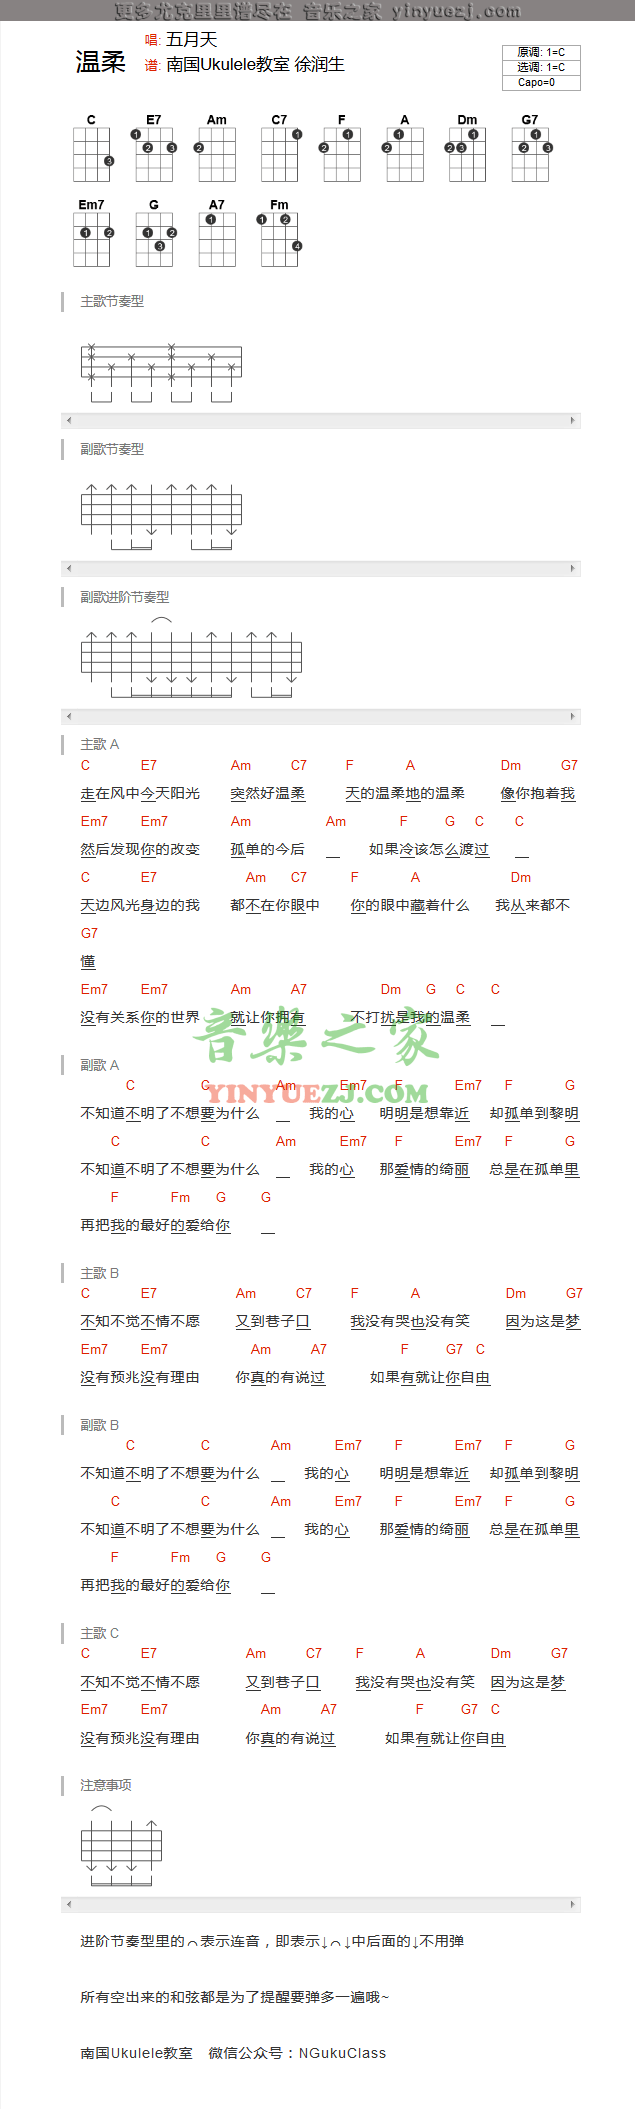 更多尤克里里谱尽在 音乐之家 yinyuezj.com
温柔
唱: 五月天
谱: 南国Ukulele教室 徐润生
原调: 1=C
选调: 1=C
Capo=0
C E7 Am C7 F A Dm G7
1 1 1 1 1
3 2 3 2 2 2 2 3 2 3
Em7 G A7 Fm
1 1 2
1 2 1 2
3 4
主歌节奏型
副歌节奏型
副歌进阶节奏型
主歌 A
C E7 Am C7 F A Dm G7
走在风中今天阳光 突然好温柔 天的温柔地的温柔 像你抱着我
Em7 Em7 Am Am F G C C
然后发现你的改变 孤单的今后 如果冷该怎么渡过
C E7 Am C7 F A Dm
天边风光身边的我 都不在你眼中 你的眼中藏着什么 我从来都不
G7
懂
Em7 Em7 Am A7 Dm G C C
没有关系你的世界 就让你拥有 不打扰是我的温柔
音樂之家
YINYUEZJ.COM
副歌 A
C C Am Em7 F Em7 F G
不知道不明了不想要为什么 我的心 明明是想靠近 却孤单到黎明
C C Am Em7 F Em7 F G
不知道不明了不想要为什么 我的心 那爱情的绮丽 总是在孤单里
F Fm G G
再把我的最好的爱给你
主歌 B
C E7 Am C7 F A Dm G7
不知不觉不情不愿 又到巷子口 我没有哭也没有笑 因为这是梦
Em7 Em7 Am A7 F G7 C
没有预兆没有理由 你真的有说过 如果有就让你自由
副歌 B
C C Am Em7 F Em7 F G
不知道不明了不想要为什么 我的心 明明是想靠近 却孤单到黎明
C C Am Em7 F Em7 F G
不知道不明了不想要为什么 我的心 那爱情的绮丽 总是在孤单里
F Fm G G
再把我的最好的爱给你
主歌 C
C E7 Am C7 F A Dm G7
不知不觉不情不愿 又到巷子口 我没有哭也没有笑 因为这是梦
Em7 Em7 Am A7 F G7 C
没有预兆没有理由 你真的有说过 如果有就让你自由
注意事项
进阶节奏型里的⌒表示连音，即表示↓⌒↓中后面的↓不用弹
所有空出来的和弦都是为了提醒要弹多一遍哦~
南国Ukulele教室 微信公众号：NGukuClass